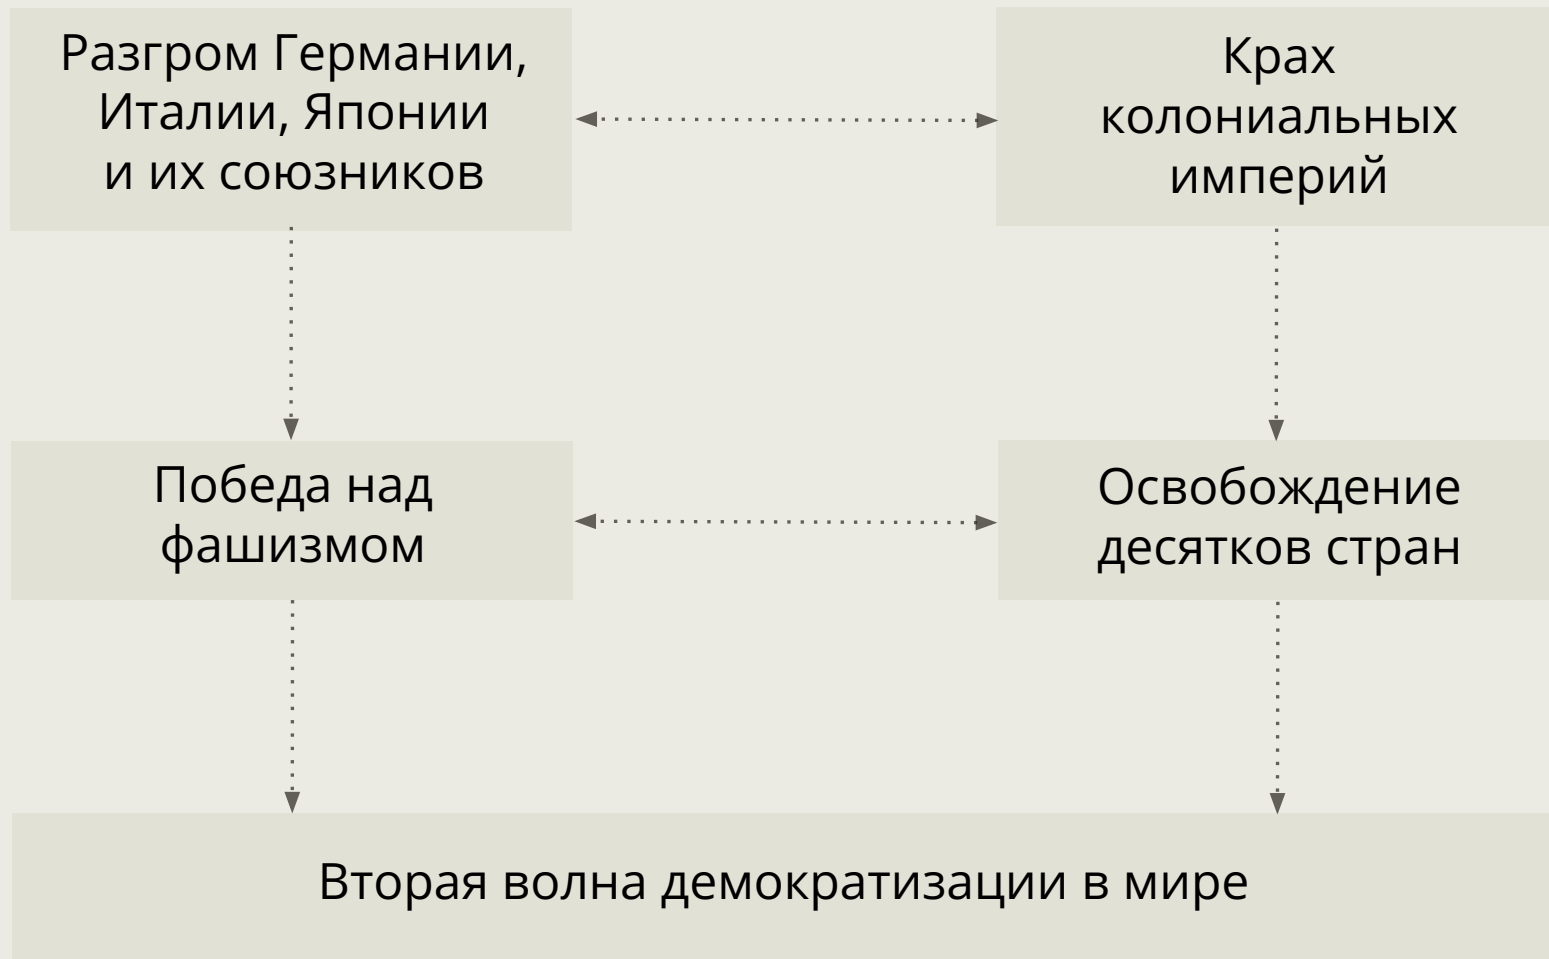 Разгром Германии,
Италии, Японии
и их союзников
Крах
колониальных
империй
Победа над
фашизмом
Освобождение
десятков стран
Вторая волна демократизации в мире